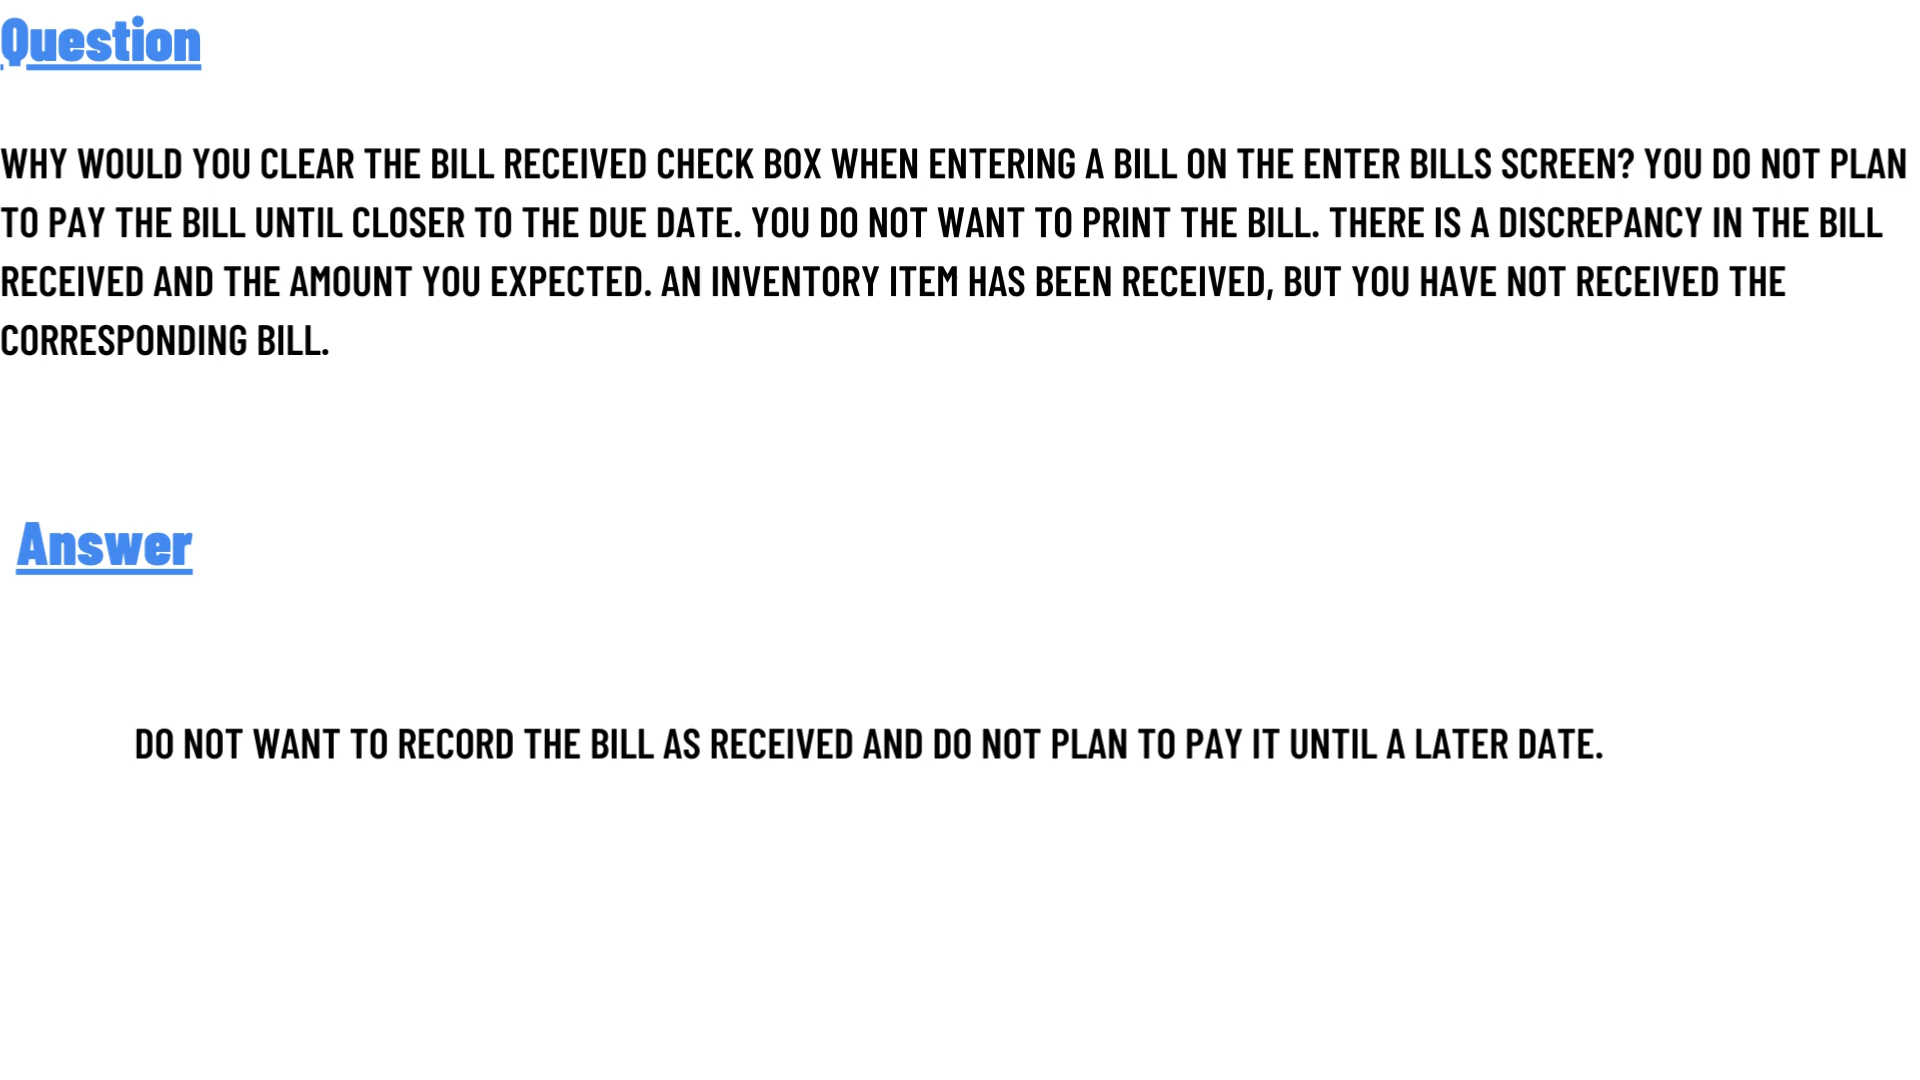 Question
WHY WOULD YOU CLEAR THE BILL RECEIVED CHECK BOX WHEN ENTERING A BILL ON THE ENTER BILLS SCREEN? YOU DO NOT PLAN
TO PAY THE BILL UNTIL CLOSER TO THE DUE DATE. YOU DO NOT WANT TO PRINT THE BILL. THERE IS A DISCREPANCY IN THE BILL
RECEIVED AND THE AMOUNT YOU EXPECTED. AN INVENTORY ITEM HAS BEEN RECEIVED, BUT YOU HAVE NOT RECEIVED THE
CORRESPONDING BILL.
Answer
DO NOT WANT TO RECORD THE BILL AS RECEIVED AND DO NOT PLAN TO PAY IT UNTIL A LATER DATE.